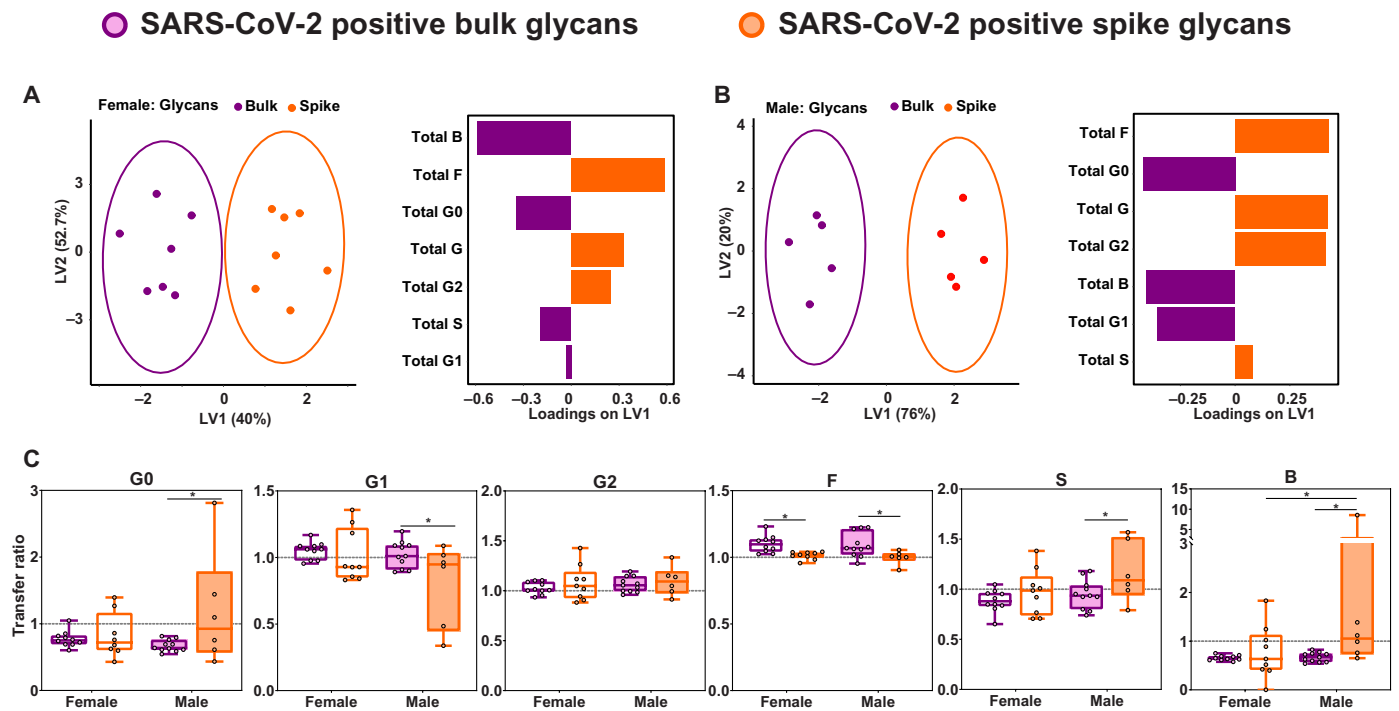 SARS-CoV-2 positive bulk glycans
SARS-CoV-2 positive spike glycans
A
Female: Glycans
Bulk
Spike
LV2 (52.7%)
3
0
–3
–2
0
2
LV1 (40%)
Total B
Total F
Total G0
Total G
Total G2
Total S
Total G1
–0.6
–0.3
0
0.3
0.6
Loadings on LV1
B
Male: Glycans
Bulk
Spike
LV2 (20%)
4
2
0
–2
–4
–2
0
2
LV1 (76%)
Total F
Total G0
Total G
Total G2
Total B
Total G1
Total S
–0.25
0
0.25
Loadings on LV1
C
Transfer ratio
G0
3
2
1
0
*
Female
Male
G1
1.5
1.0
0.5
0.0
*
Female
Male
G2
2.0
1.5
1.0
0.5
0.0
Female
Male
F
1.5
1.0
0.5
0.0
*
*
Female
Male
S
2.0
1.5
1.0
0.5
0.0
*
Female
Male
B
15
10
5
3
2
1
0
*
*
Female
Male